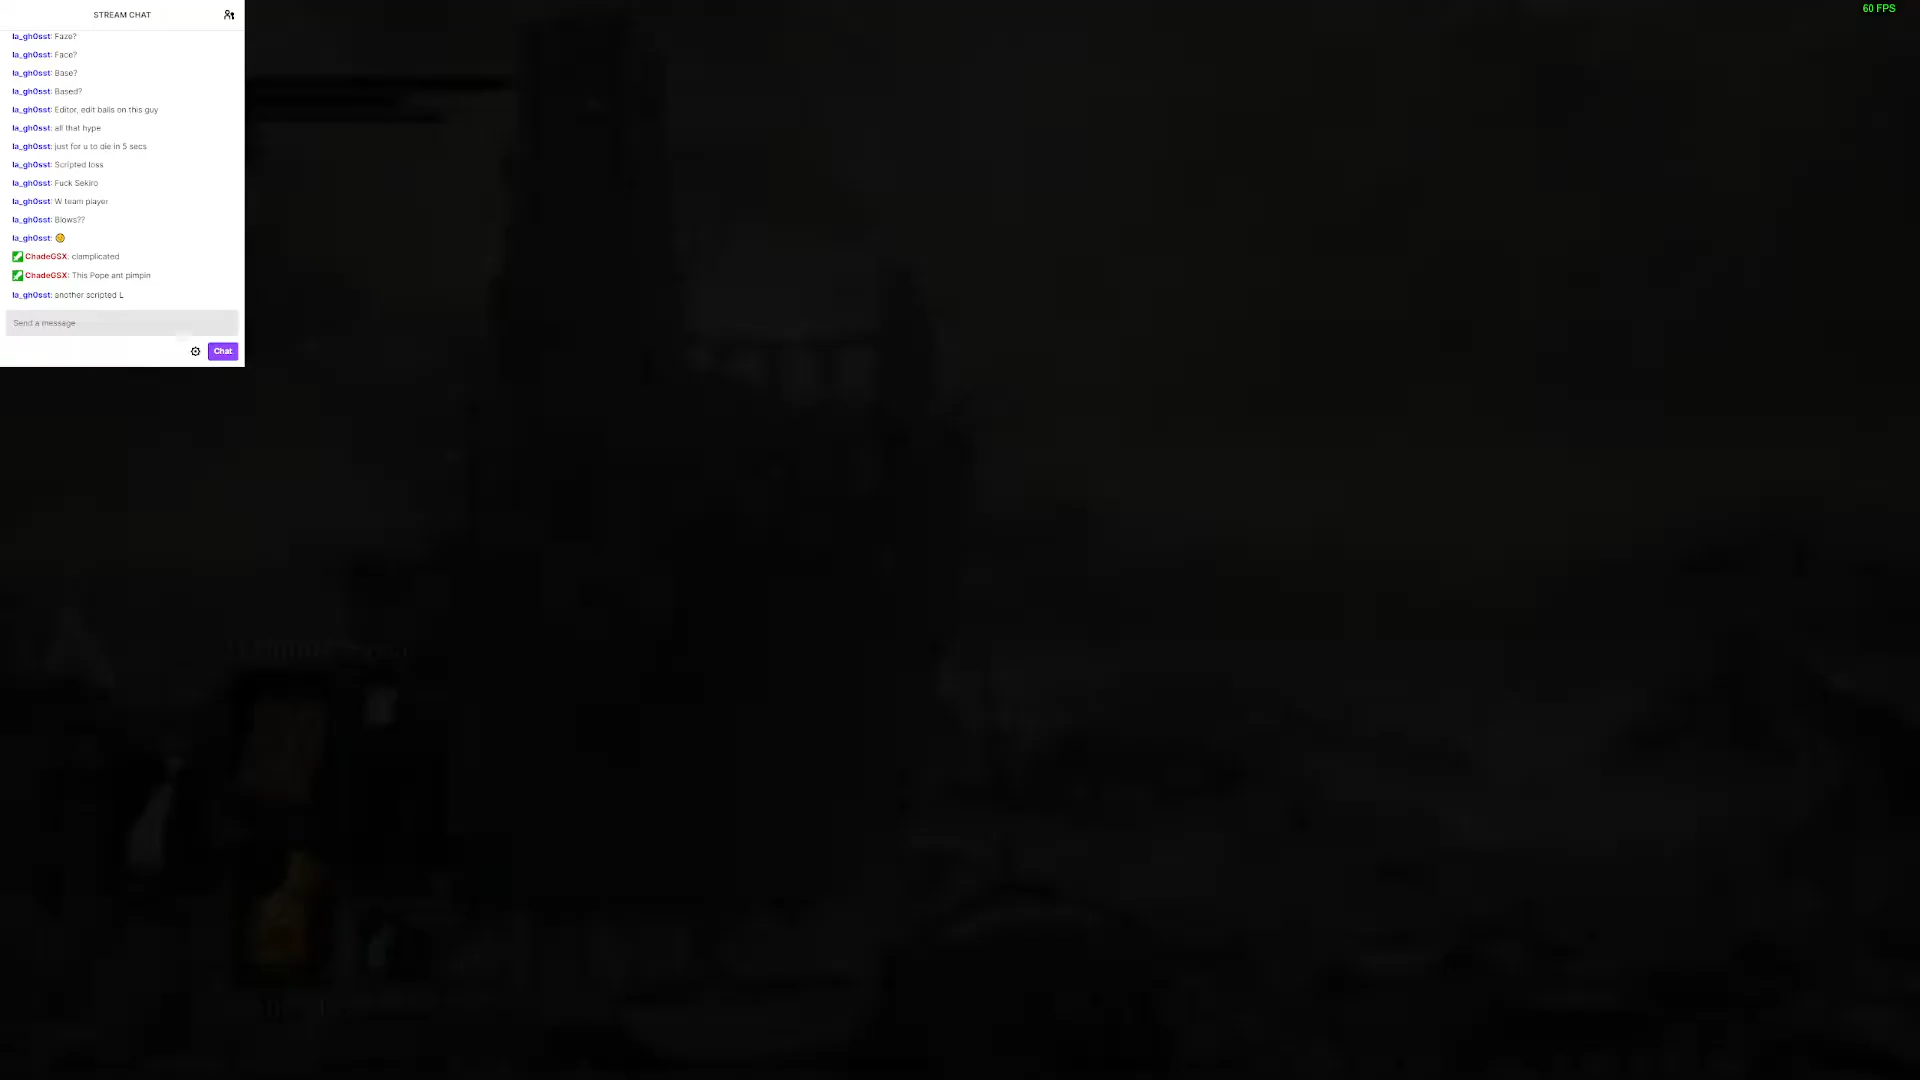 STREAM CHAT
60 FPS
la_gh0sst: Faze?
la_gh0sst: Face?
la_gh0sst: Base?
la_gh0sst: Based?
la_gh0sst: Editor, edit balls on this guy
la_gh0sst: all that hype
la_gh0sst: just for u to die in 5 secs
la_gh0sst: Scripted loss
la_gh0sst: Fuck Sekiro
la_gh0sst: W team player
la_gh0sst: Blows??
la_gh0sst:
ChadeGSX: clamplicated
ChadeGSX: This Pope ant pimpin
la_gh0sst: another scripted L
Send a message
Chat